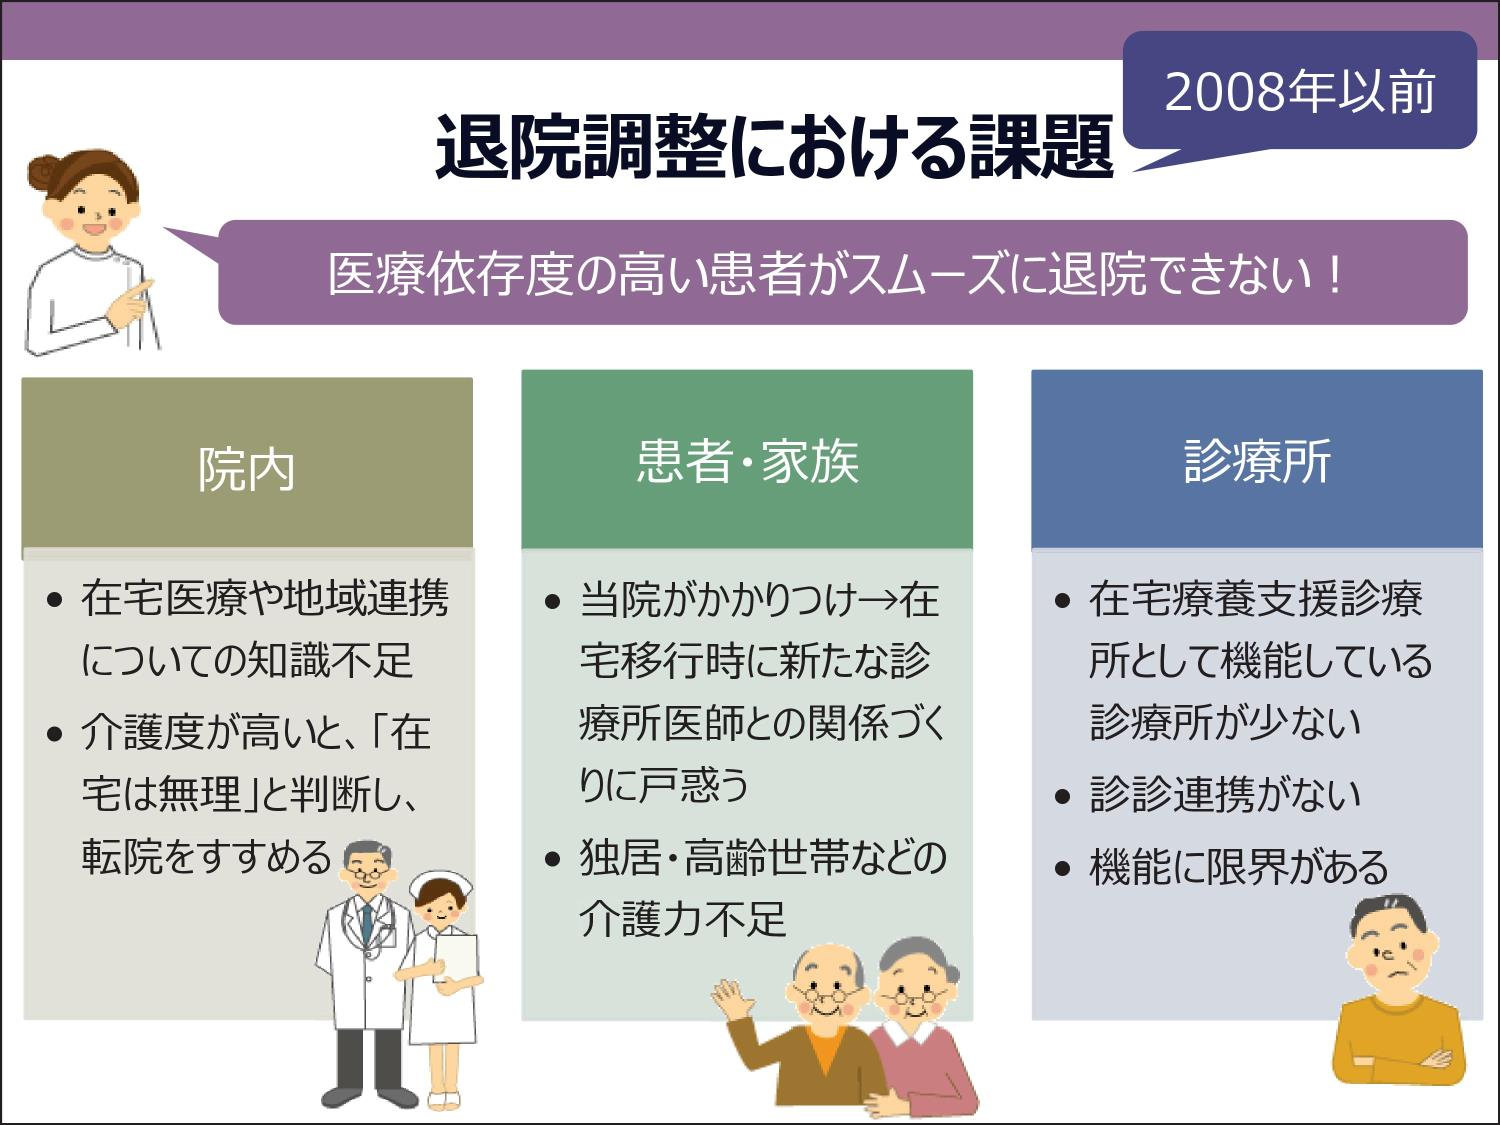 2008年以前
退院調整における課題
医療依存度の高い患者がスムーズに退院できない！
院内
• 在宅医療や地域連携
についての知識不足
• 介護度が高いと、「在
宅は無理」と判断し、
転院をすすめる
患者・家族
• 当院がかかりつけ→在
宅移行時に新たな診
療所医師との関係づく
りに戸惑う
• 独居・高齢世帯などの
介護力不足
診療所
• 在宅療養支援診療
所として機能している
診療所が少ない
• 診診連携がない
• 機能に限界がある